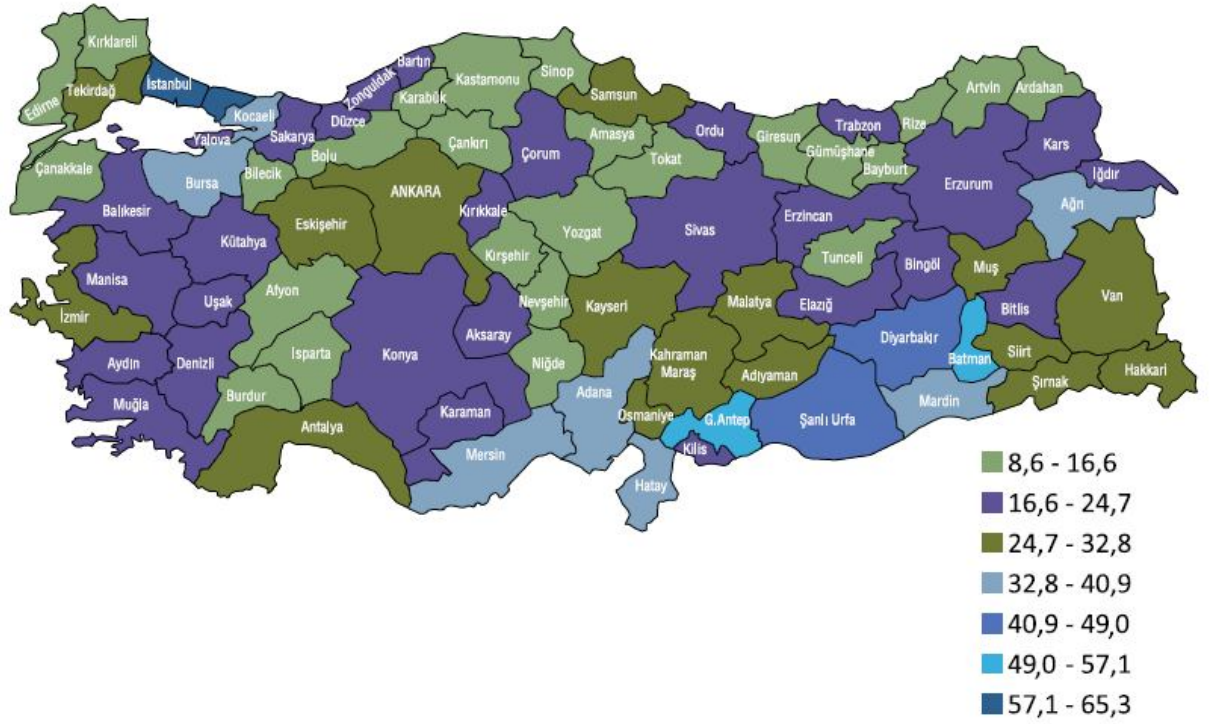 Kırklareli
Edirne
Tekirdağ
İstanbul
Kocaeli
Yalova
Sakarya
Düzce
Zonguldak
Bartın
Karabük
Kastamonu
Sinop
Samsun
Çankırı
Bolu
Çorum
Amasya
Tokat
Ordu
Giresun
Gümüşhane
Trabzon
Bayburt
Rize
Artvin
Ardahan
Kars
Iğdır
Erzurum
Ağrı
Çanakkale
Balıkesir
Bursa
Bilecik
Eskişehir
ANKARA
Kırıkkale
Kırşehir
Yozgat
Sivas
Erzincan
Tunceli
Bingöl
Muş
Bitlis
Van
Kütahya
Manisa
Uşak
Afyon
İzmir
Aydın
Denizli
Isparta
Burdur
Muğla
Antalya
Konya
Aksaray
Nevşehir
Niğde
Karaman
Mersin
Kayseri
Adana
Kahraman
Maraş
Osmaniye
Hatay
Malatya
Elazığ
Adıyaman
G.Antep
Kilis
Şanlı Urfa
Diyarbakır
Batman
Mardin
Siirt
Şırnak
Hakkari
8,6 - 16,6
16,6 - 24,7
24,7 - 32,8
32,8 - 40,9
40,9 - 49,0
49,0 - 57,1
57,1 - 65,3